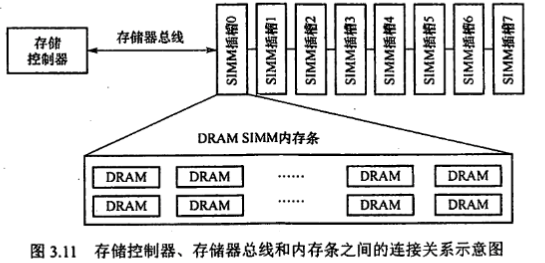 存储
控制器
存储器总线
SIMM插槽0
SIMM插槽1
SIMM插槽2
SIMM插槽3
SIMM插槽4
SIMM插槽5
SIMM插槽6
SIMM插槽7
DRAM SIMM内存条
DRAM DRAM …… DRAM DRAM
DRAM DRAM …… DRAM DRAM
图 3.11 存储控制器、存储器总线和内存条之间的连接关系示意图